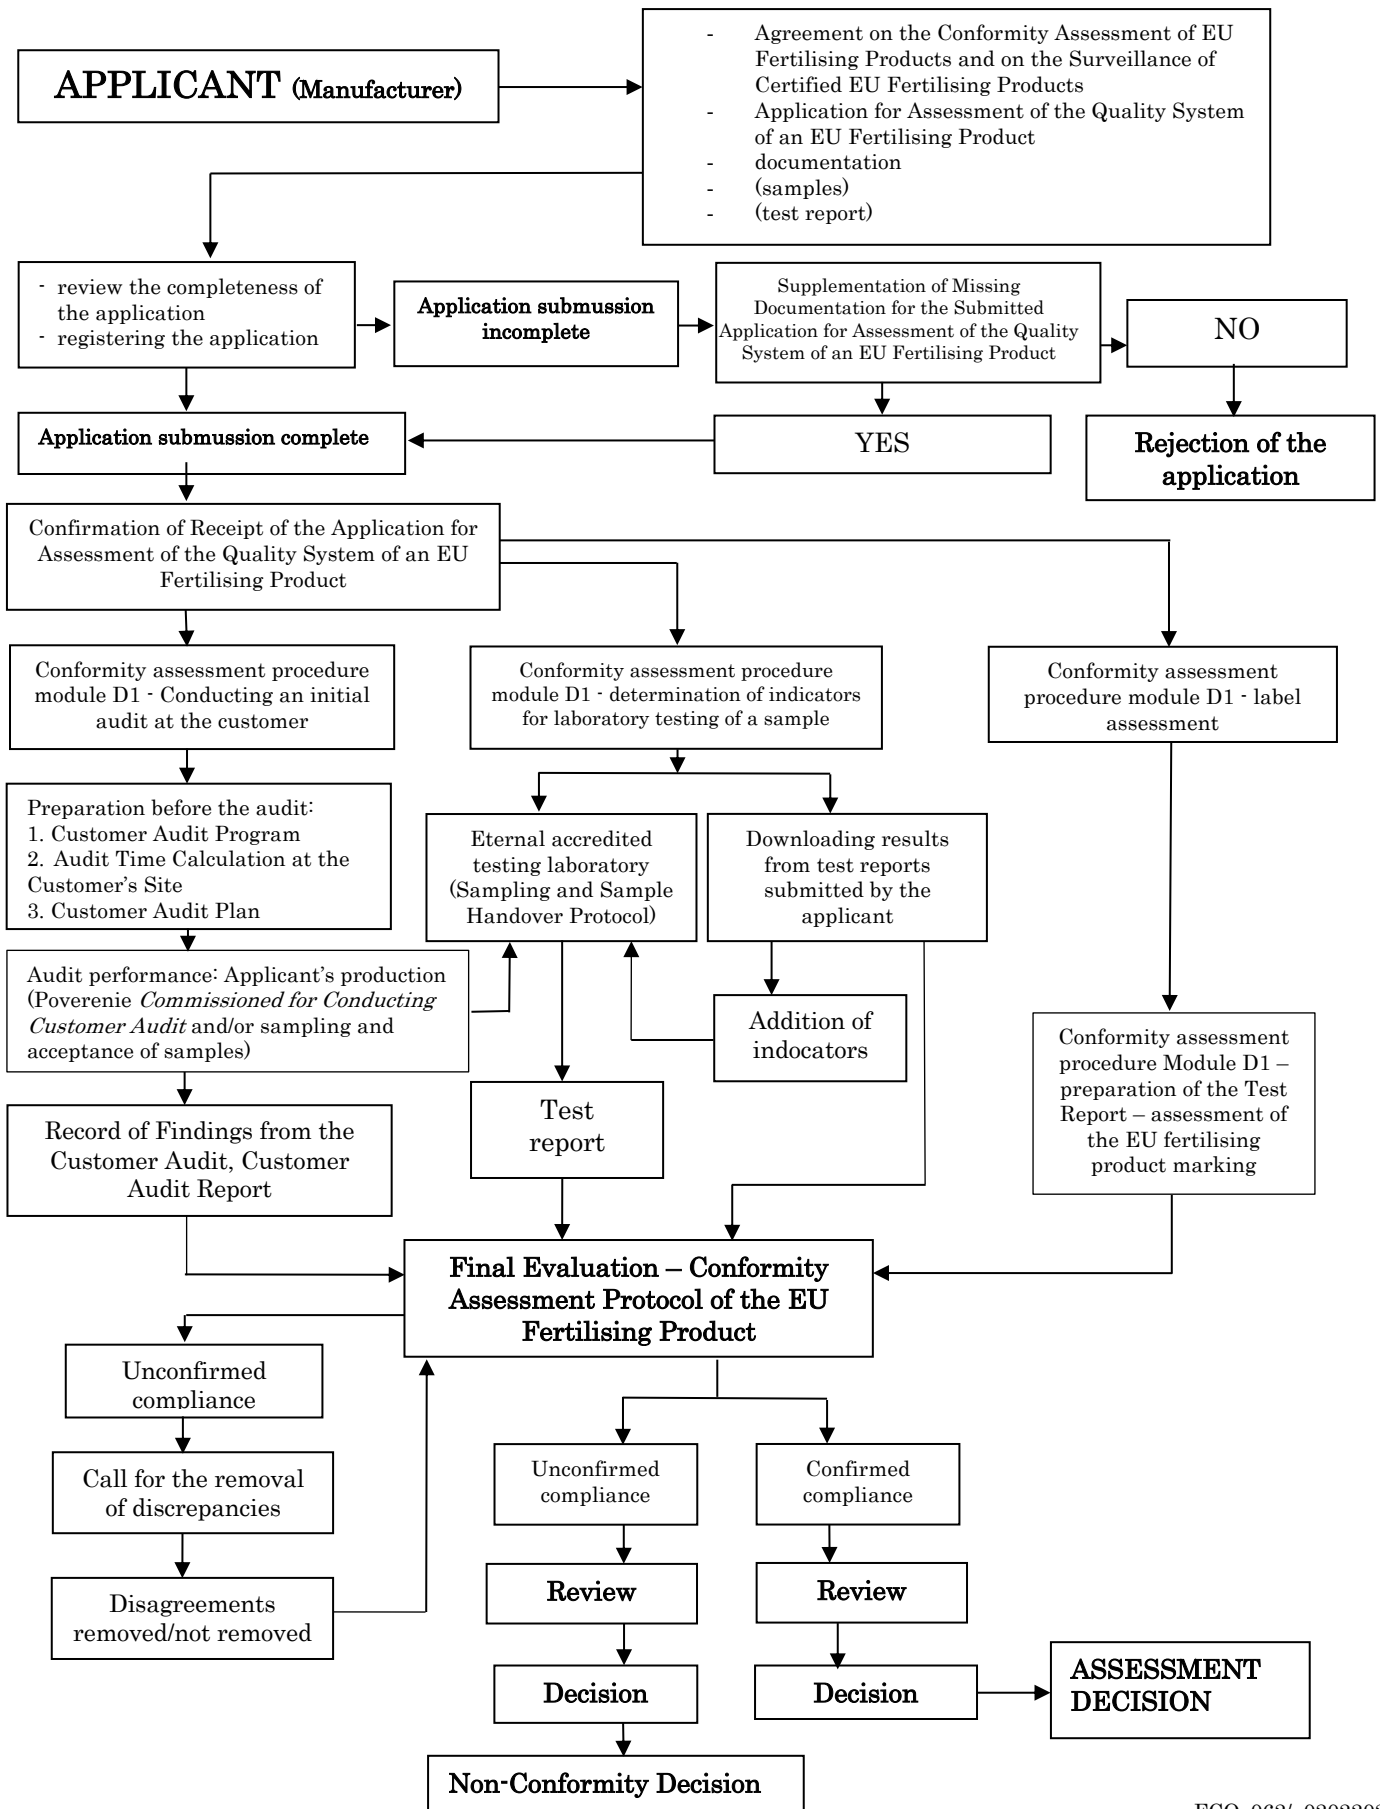 APPLICANT (Manufacturer)
- Agreement on the Conformity Assessment of EU
Fertilising Products and on the Surveillance of
Certified EU Fertilising Products
- Application for Assessment of the Quality System
of an EU Fertilising Product
- documentation
- (samples)
- (test report)
- review the completeness of
the application
- registering the application
Application submussion
incomplete
Supplementation of Missing
Documentation for the Submitted
Application for Assessment of the Quality
System of an EU Fertilising Product
NO
Application submussion complete
YES
Rejection of the
application
Confirmation of Receipt of the Application for
Assessment of the Quality System of an EU
Fertilising Product
Conformity assessment procedure
module D1 - Conducting an initial
audit at the customer
Conformity assessment procedure
module D1 - determination of indicators
for laboratory testing of a sample
Conformity assessment
procedure module D1 - label
assessment
Preparation before the audit:
1. Customer Audit Program
2. Audit Time Calculation at the
Customer's Site
3. Customer Audit Plan
Eternal accredited
testing laboratory
(Sampling and Sample
Handover Protocol)
Downloading results
from test reports
submitted by the
applicant
Audit performance: Applicant's production
(Poverenie Commissioned for Conducting
Customer Audit and/or sampling and
acceptance of samples)
Addition of
indocators
Conformity assessment
procedure Module D1 –
preparation of the Test
Report – assessment of
the EU fertilising
product marking
Test
report
Record of Findings from the
Customer Audit, Customer
Audit Report
Final Evaluation – Conformity
Assessment Protocol of the EU
Fertilising Product
Unconfirmed
compliance
Call for the removal
of discrepancies
Disagreements
removed/not removed
Unconfirmed
compliance
Confirmed
compliance
Review
Review
Decision
Decision
ASSESSMENT
DECISION
Non-Conformity Decision